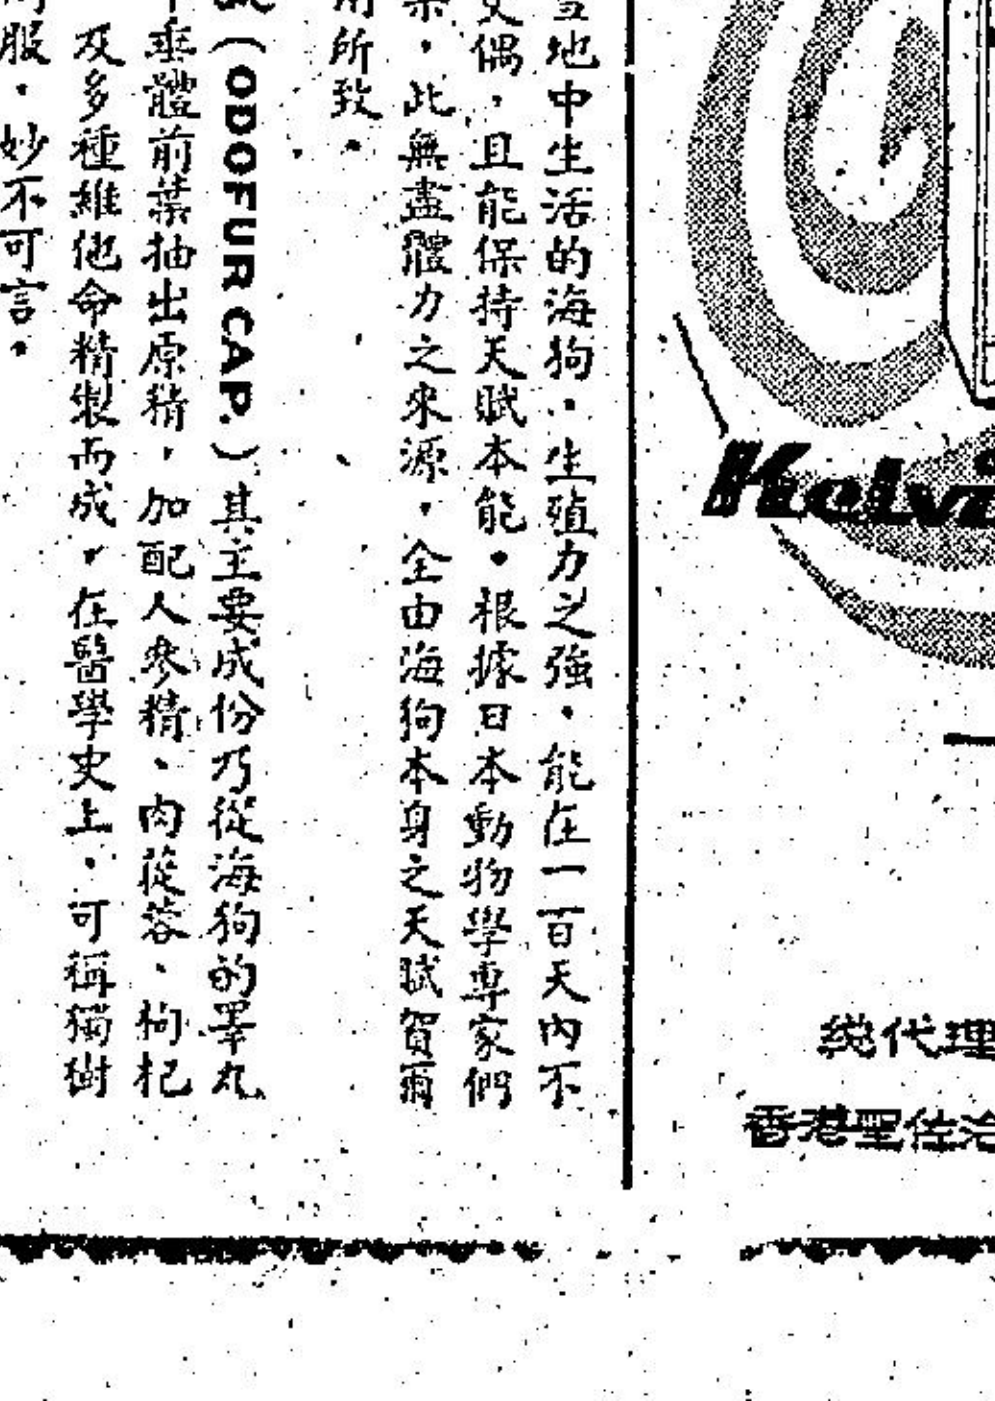 雪地中生活的海狗，生殖力之強，能在一百天內不
交偶，且能保持天賦本能。根據日本動物學專家們
，此無盡體力之來源，全由海狗本身之天賦賀爾
用所致。
(ODOFUR CAP.)其主要成份乃從海狗的睪丸
垂體前葉抽出原精，加配人參精、肉蓯蓉、枸杞
及多種維他命精製而成，在醫學史上，可稱獨樹
服，妙不可言。
Kelvi
總代理
香港聖佐治